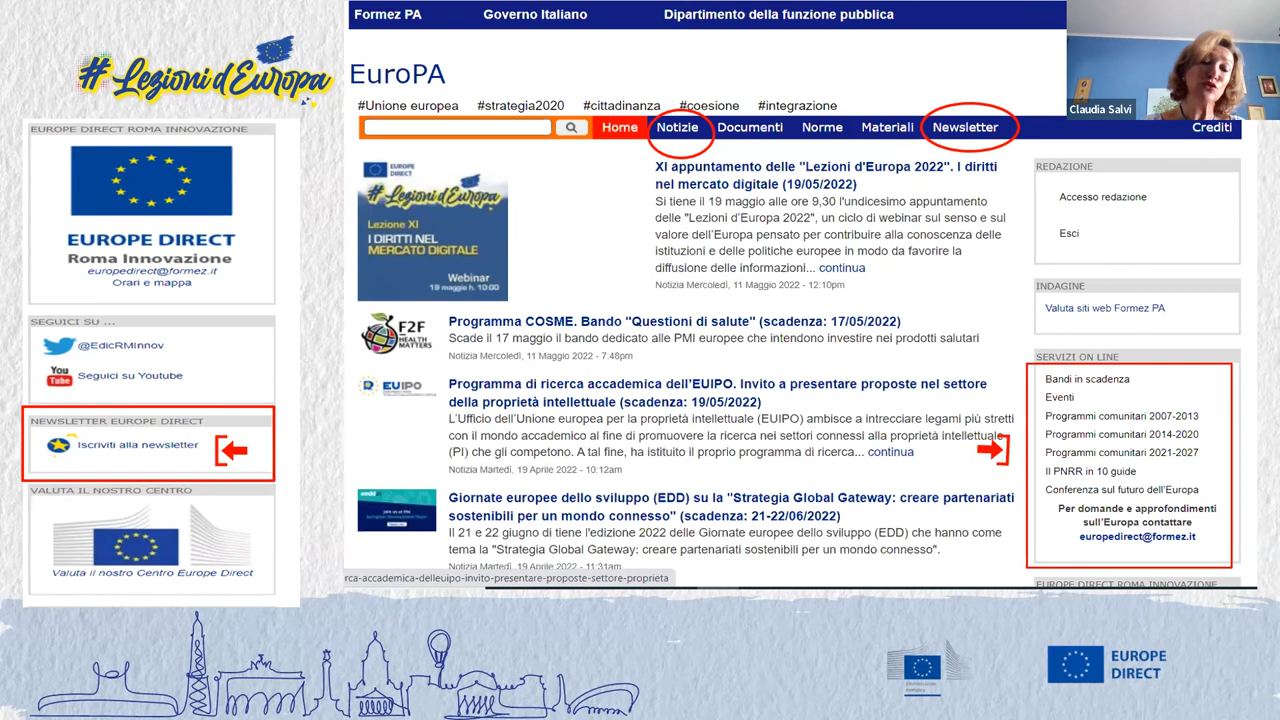 #Lezioni d'Europa
EUROPE DIRECT ROMA INNOVAZIONE
EUROPE DIRECT
Roma Innovazione
europedirect@formez.it
Orari e mappa
SEGUICI SU ...
@EdicRMInnov
You Tube
Seguici su Youtube
NEWSLETTER EUROPE DIRECT
Iscriviti alla newsletter
VALUTA IL NOSTRO CENTRO
Valuta il nostro Centro Europe Direct
Formez PA Governo Italiano Dipartimento della funzione pubblica
EuroPA
#Unione europea #strategia2020 #cittadinanza #coesione #integrazione
Home Notizie Documenti Norme Materiali Newsletter Crediti
Claudia Salvi
EUROPE DIRECT
#Lezioni d'Europa
Lezione XI
I DIRITTI NEL
MERCATO DIGITALE
Webinar
19 maggio h. 10:00
XI appuntamento delle "Lezioni d'Europa 2022". I diritti
nel mercato digitale (19/05/2022)
Si tiene il 19 maggio alle ore 9,30 l'undicesimo appuntamento
delle "Lezioni d'Europa 2022", un ciclo di webinar sul senso e sul
valore dell'Europa pensato per contribuire alla conoscenza delle
istituzioni e delle politiche europee in modo da favorire la
diffusione delle informazioni... continua
Notizia Mercoledì, 11 Maggio 2022 - 12:10pm
F2F
HEALTH
MATTERS
Programma COSME. Bando "Questioni di salute" (scadenza: 17/05/2022)
Scade il 17 maggio il bando dedicato alle PMI europee che intendono investire nei prodotti salutari
Notizia Mercoledì, 11 Maggio 2022 - 7.48pm
EUIPO
Programma di ricerca accademica dell'EUIPO. Invito a presentare proposte nel settore
della proprietà intellettuale (scadenza: 19/05/2022)
L'Ufficio dell'Unione europea per la proprietà intellettuale (EUIPO) ambisce a intrecciare legami più stretti
con il mondo accademico al fine di promuovere la ricerca nei settori connessi alla proprietà intellettuale
(PI) che gli competono. A tal fine, ha istituito il proprio programma di ricerca... continua
Notizia Martedì, 19 Aprile 2022 - 10:12am
Giornate europee dello sviluppo (EDD) su la "Strategia Global Gateway: creare partenariati
sostenibili per un mondo connesso" (scadenza: 21-22/06/2022)
Il 21 e 22 giugno di tiene l'edizione 2022 delle Giornate europee dello sviluppo (EDD) che hanno come
tema la "Strategia Global Gateway: creare partenariati sostenibili per un mondo connesso".
Notizia Martedì, 19 Aprile 2022 - 11:31am
rca-accademica-delleuipo-invito-presentare-proposte-settore-proprieta
REDAZIONE
Accesso redazione
Esci
INDAGINE
Valuta siti web Formez PA
SERVIZI ON LINE
Bandi in scadenza
Eventi
Programmi comunitari 2007-2013
Programmi comunitari 2014-2020
Programmi comunitari 2021-2027
Il PNRR in 10 guide
Conferenza sul futuro dell'Europa
Per domande e approfondimenti
sull'Europa contattare
europedirect@formez.it
EUROPE DIRECT ROMA INNOVAZIONE
EUROPE
DIRECT